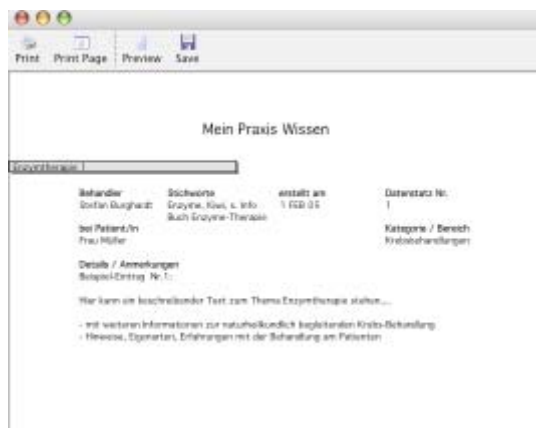 Print Print Page Preview Save
Mein Praxis Wissen
Enzymtherapie 1
Behandler Stichworte erstellt am Datensatz Nr.
Stefan Burghardt Enzyme, Kiwi, s. Info 1 FEB 05 1
Buch Enzyme-Therapie
bei Patient/in Kategorie / Bereich
Frau Müller Krebsbehandlungen
Details / Anmerkungen
Beispiel-Eintrag Nr.1:
Hier kann ein beschreibender Text zum Thema Enzymtherapie stehen...
- mit weiteren Informationen zur naturheilkundlich begleitenden Krebs-Behandlung
- Hinweise, Eigenarten, Erfahrungen mit der Behandlung am Patienten